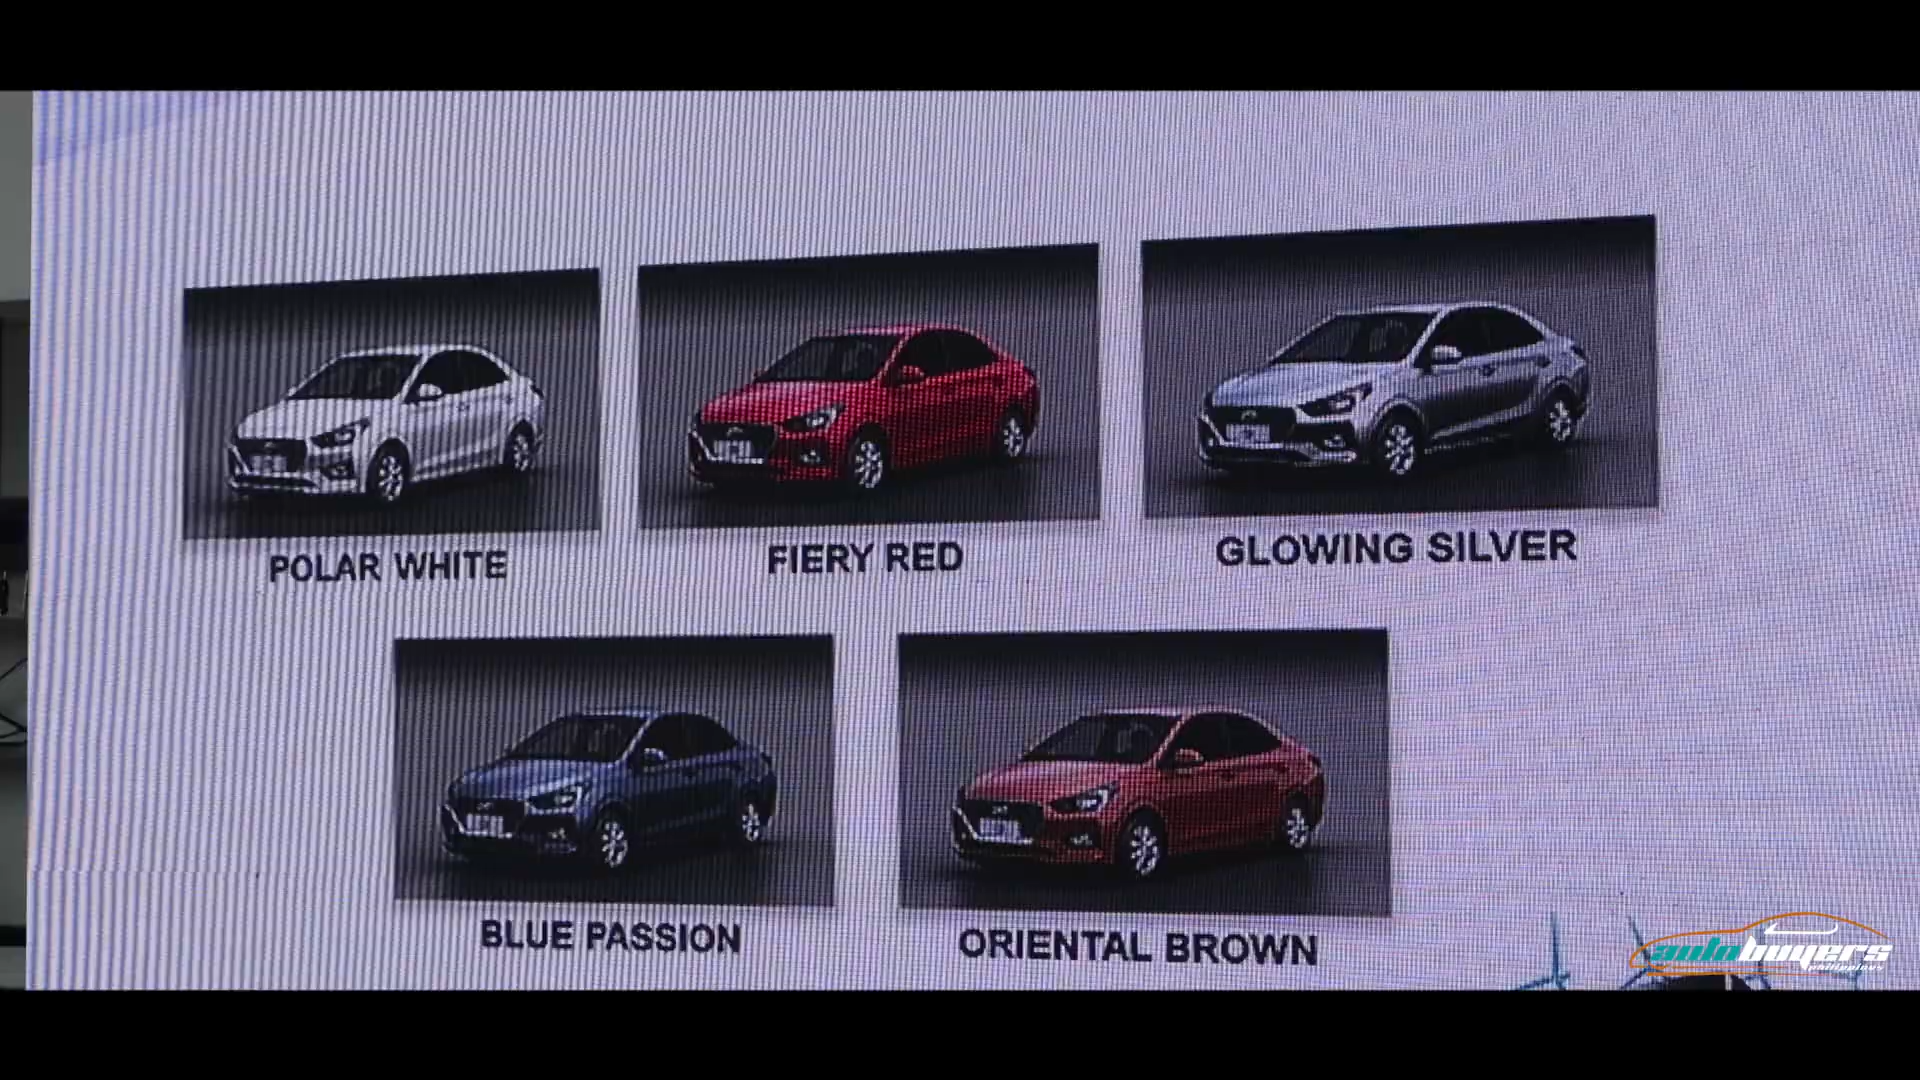 POLAR WHITE
FIERY RED
GLOWING SILVER
BLUE PASSION
ORIENTAL BROWN
autobuyers
philippines